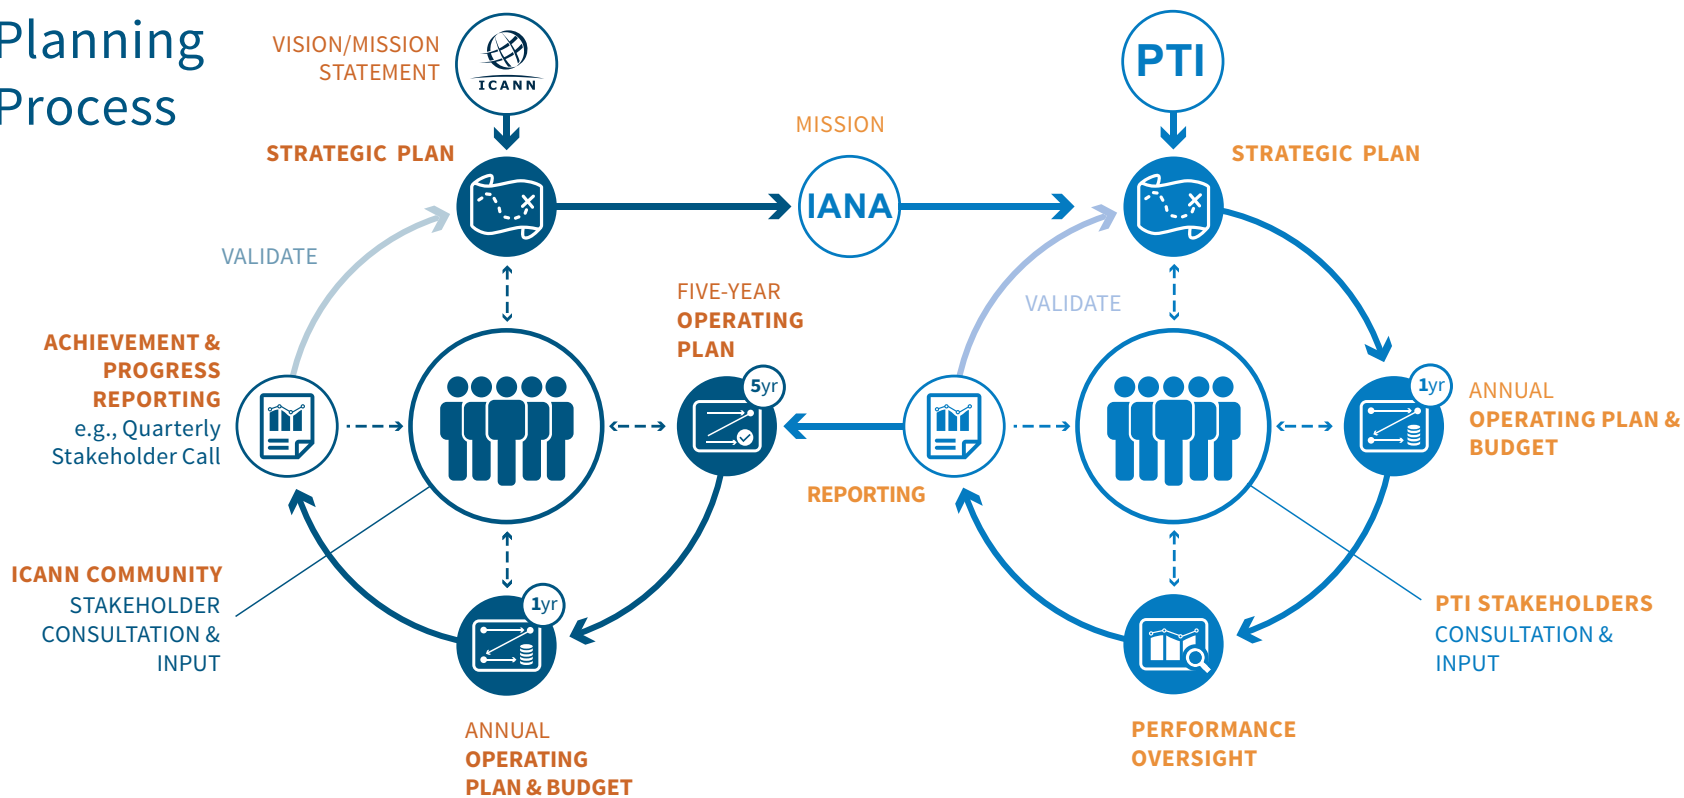 Planning
Process
VISION/MISSION
STATEMENT
ICANN
STRATEGIC PLAN
VALIDATE
ACHIEVEMENT &
PROGRESS
REPORTING
e.g., Quarterly
Stakeholder Call
ICANN COMMUNITY
STAKEHOLDER
CONSULTATION &
INPUT
FIVE-YEAR
OPERATING
PLAN
5yr
1yr
ANNUAL
OPERATING
PLAN & BUDGET
MISSION
IANA
PTI
STRATEGIC PLAN
VALIDATE
REPORTING
1yr
ANNUAL
OPERATING PLAN &
BUDGET
PTI STAKEHOLDERS
CONSULTATION &
INPUT
PERFORMANCE
OVERSIGHT